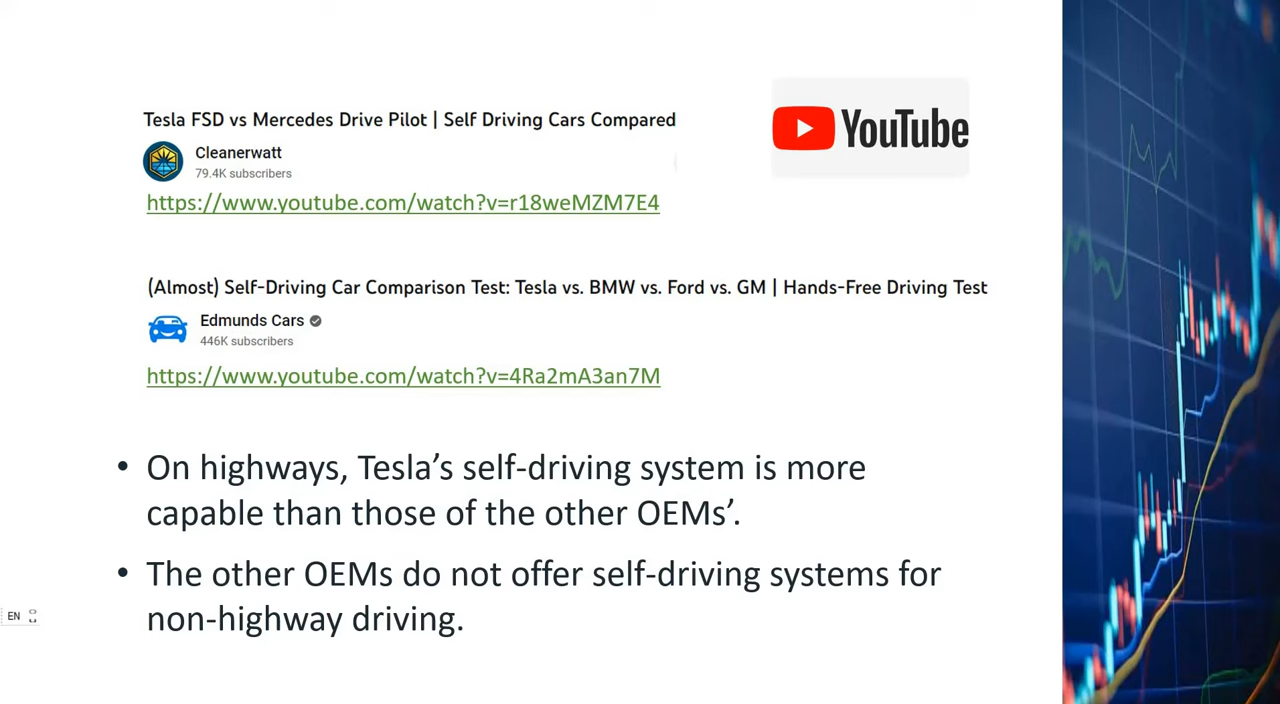 Tesla FSD vs Mercedes Drive Pilot | Self Driving Cars Compared
YouTube
Cleanerwatt
79.4K subscribers
https://www.youtube.com/watch?v=r18weMZM7E4
(Almost) Self-Driving Car Comparison Test: Tesla vs. BMW vs. Ford vs. GM | Hands-Free Driving Test
Edmunds Cars
446K subscribers
https://www.youtube.com/watch?v=4Ra2mA3an7M
• On highways, Tesla’s self-driving system is more
capable than those of the other OEMs’.
• The other OEMs do not offer self-driving systems for
non-highway driving.
EN